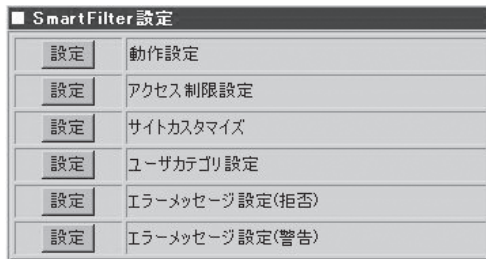 ■ SmartFilter設定
設定 動作設定
設定 アクセス制限設定
設定 サイトカスタマイズ
設定 ユーザカテゴリ設定
設定 エラーメッセージ設定(拒否)
設定 エラーメッセージ設定(警告)